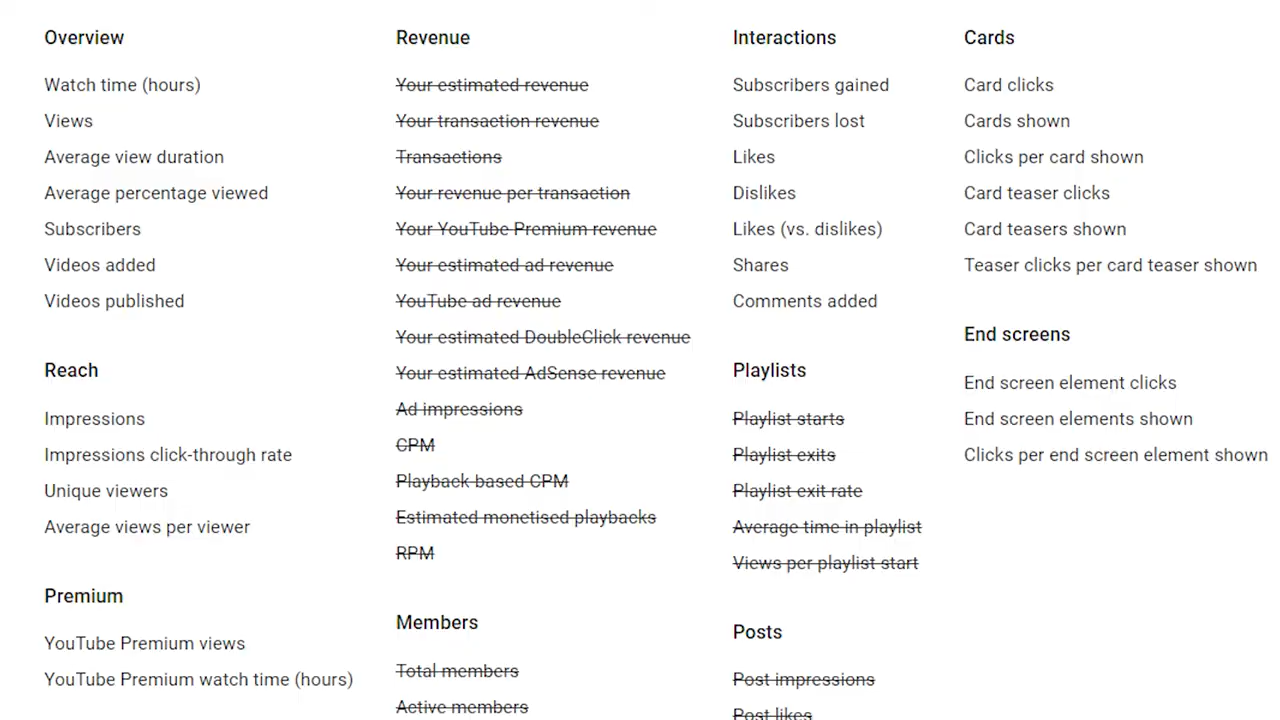 Overview
Watch time (hours)
Views
Average view duration
Average percentage viewed
Subscribers
Videos added
Videos published
Reach
Impressions
Impressions click-through rate
Unique viewers
Average views per viewer
Premium
YouTube Premium views
YouTube Premium watch time (hours)
Revenue
Your estimated revenue
Your transaction revenue
Transactions
Your revenue per transaction
Your YouTube Premium revenue
Your estimated ad revenue
YouTube ad revenue
Your estimated DoubleClick revenue
Your estimated AdSense revenue
Ad impressions
CPM
Playback based CPM
Estimated monetised playbacks
RPM
Members
Total members
Active members
Interactions
Subscribers gained
Subscribers lost
Likes
Dislikes
Likes (vs. dislikes)
Shares
Comments added
Playlists
Playlist starts
Playlist exits
Playlist exit rate
Average time in playlist
Views per playlist start
Posts
Post impressions
Post likes
Cards
Card clicks
Cards shown
Clicks per card shown
Card teaser clicks
Card teasers shown
Teaser clicks per card teaser shown
End screens
End screen element clicks
End screen elements shown
Clicks per end screen element shown